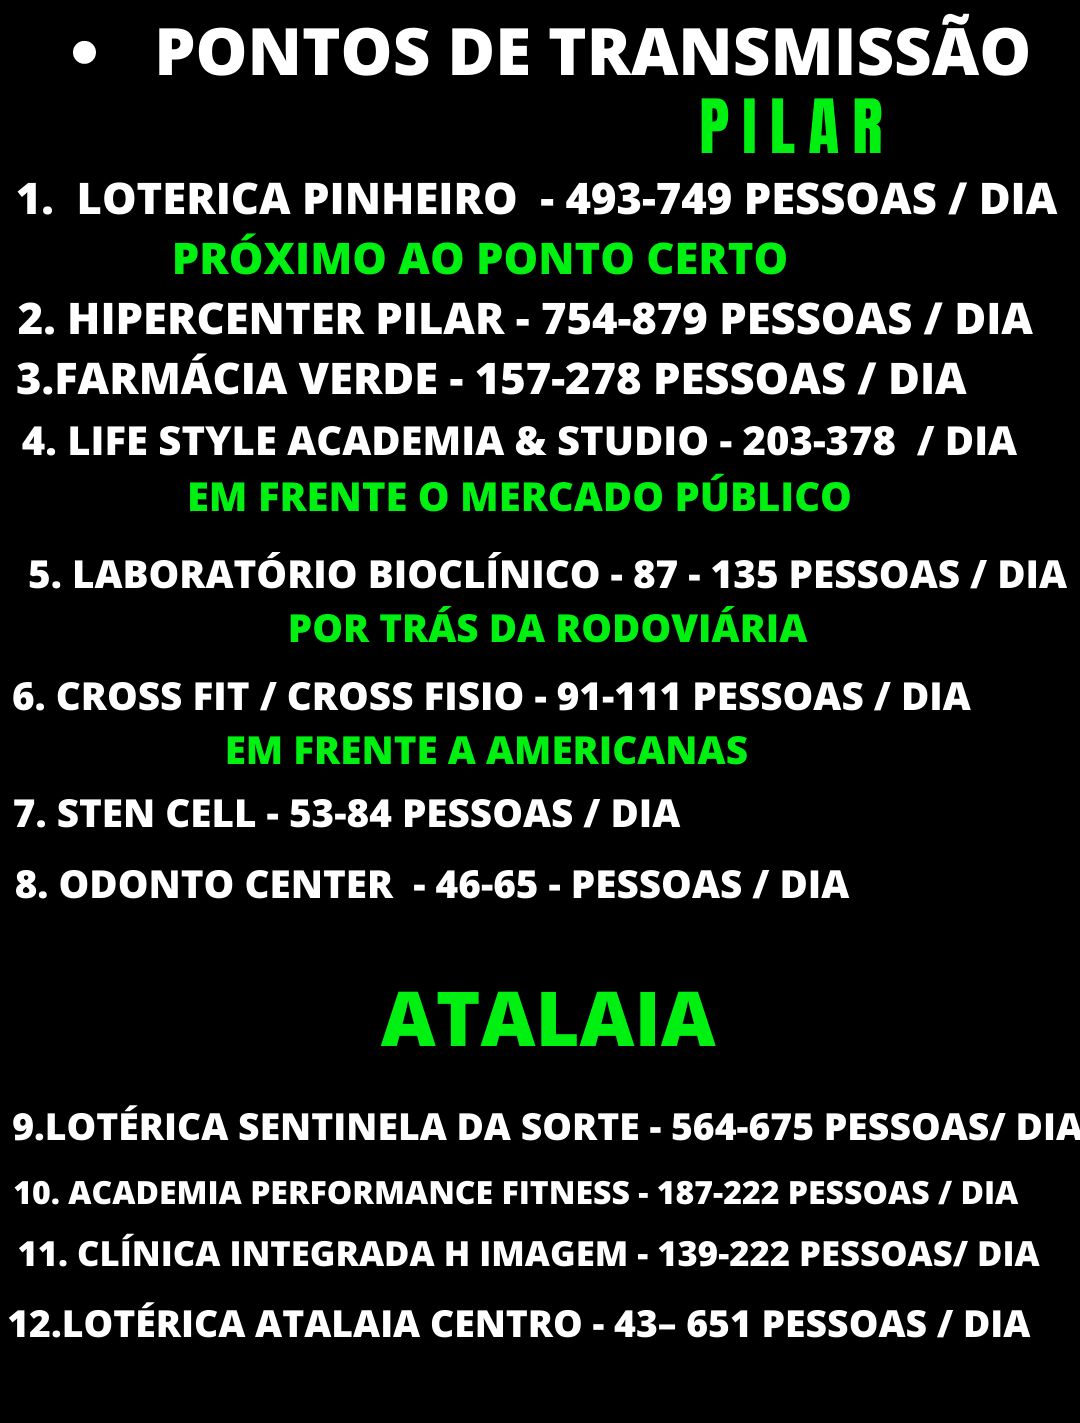 • PONTOS DE TRANSMISSÃO
PILAR
1. LOTERICA PINHEIRO - 493-749 PESSOAS / DIA
PRÓXIMO AO PONTO CERTO
2. HIPERCENTER PILAR - 754-879 PESSOAS / DIA
3.FARMÁCIA VERDE - 157-278 PESSOAS / DIA
4. LIFE STYLE ACADEMIA & STUDIO - 203-378 / DIA
EM FRENTE O MERCADO PÚBLICO
5. LABORATÓRIO BIOCLÍNICO - 87 - 135 PESSOAS / DIA
POR TRÁS DA RODOVIÁRIA
6. CROSS FIT / CROSS FISIO - 91-111 PESSOAS / DIA
EM FRENTE A AMERICANAS
7. STEN CELL - 53-84 PESSOAS / DIA
8. ODONTO CENTER - 46-65 - PESSOAS / DIA
ATALAIA
9.LOTÉRICA SENTINELA DA SORTE - 564-675 PESSOAS/ DIA
10. ACADEMIA PERFORMANCE FITNESS - 187-222 PESSOAS / DIA
11. CLÍNICA INTEGRADA H IMAGEM - 139-222 PESSOAS/ DIA
12.LOTÉRICA ATALAIA CENTRO - 43– 651 PESSOAS / DIA